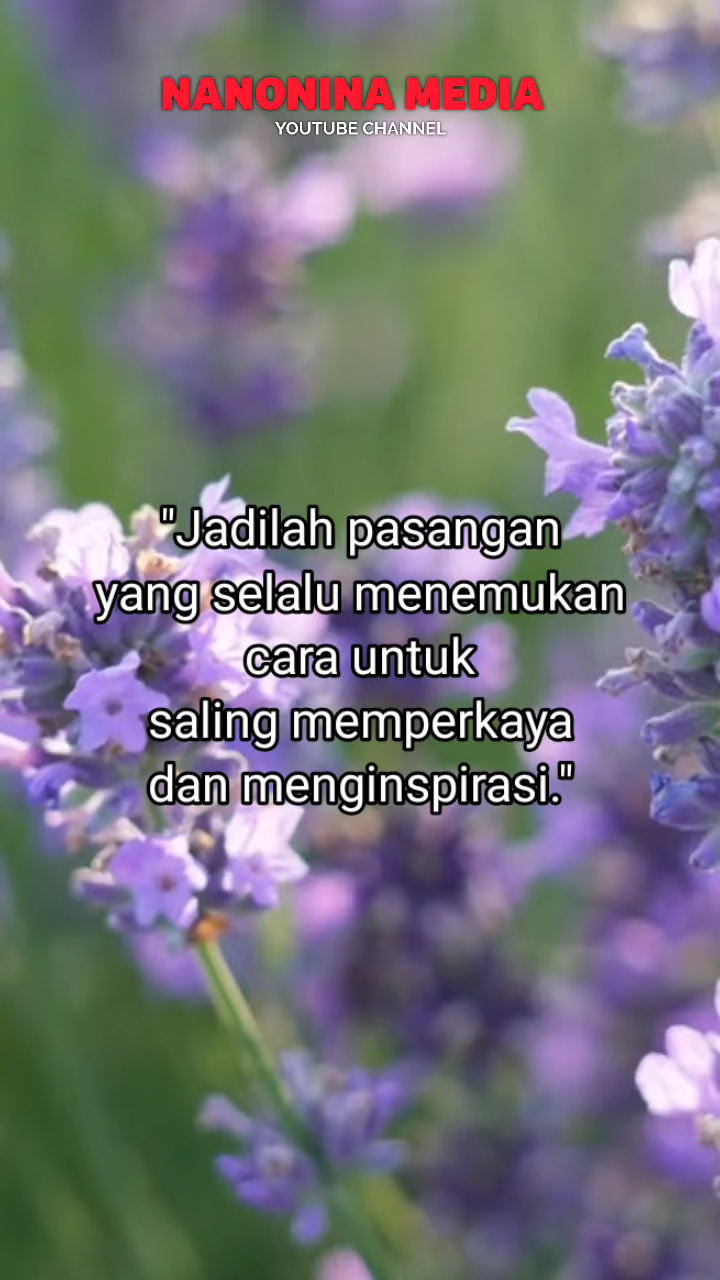 NANONINA MEDIA
YOUTUBE CHANNEL
"Jadilah pasangan
yang selalu menemukan
cara untuk
saling memperkaya
dan menginspirasi."